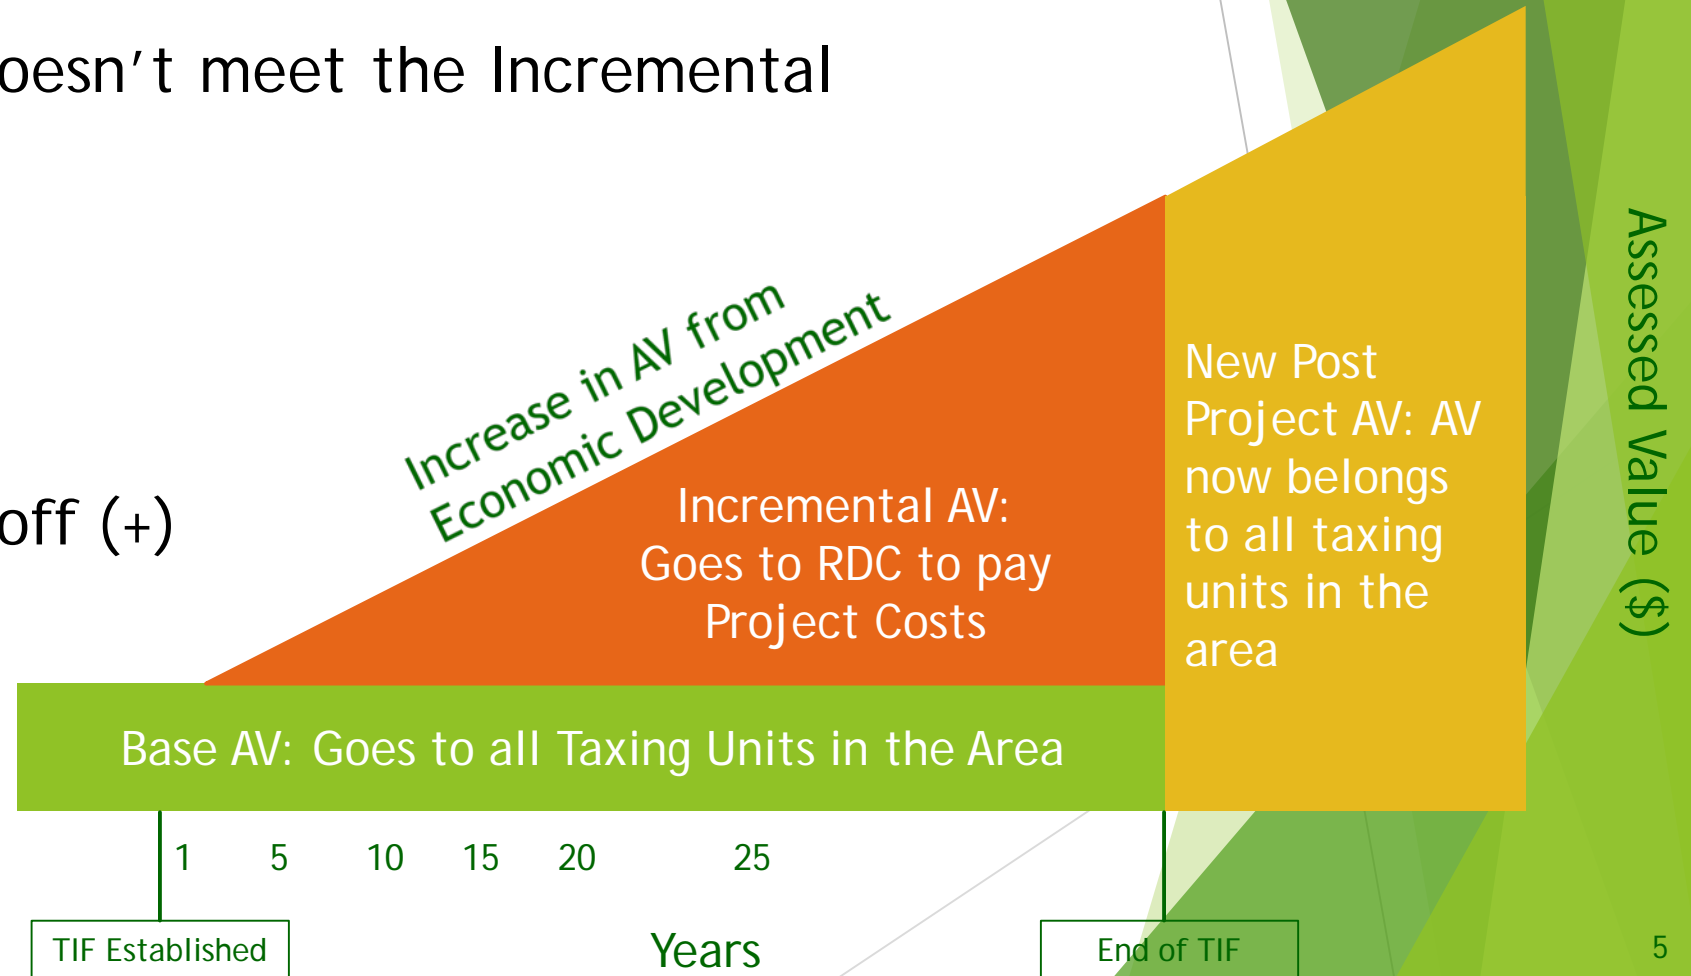 oesn't meet the Incremental
Increase in AV from
Economic Development
off (+)
Incremental AV:
Goes to RDC to pay
Project Costs
New Post
Project AV: AV
now belongs
to all taxing
units in the
area
Assessed Value ($)
Base AV: Goes to all Taxing Units in the Area
1 5 10 15 20 25
TIF Established
Years
End of TIF
5